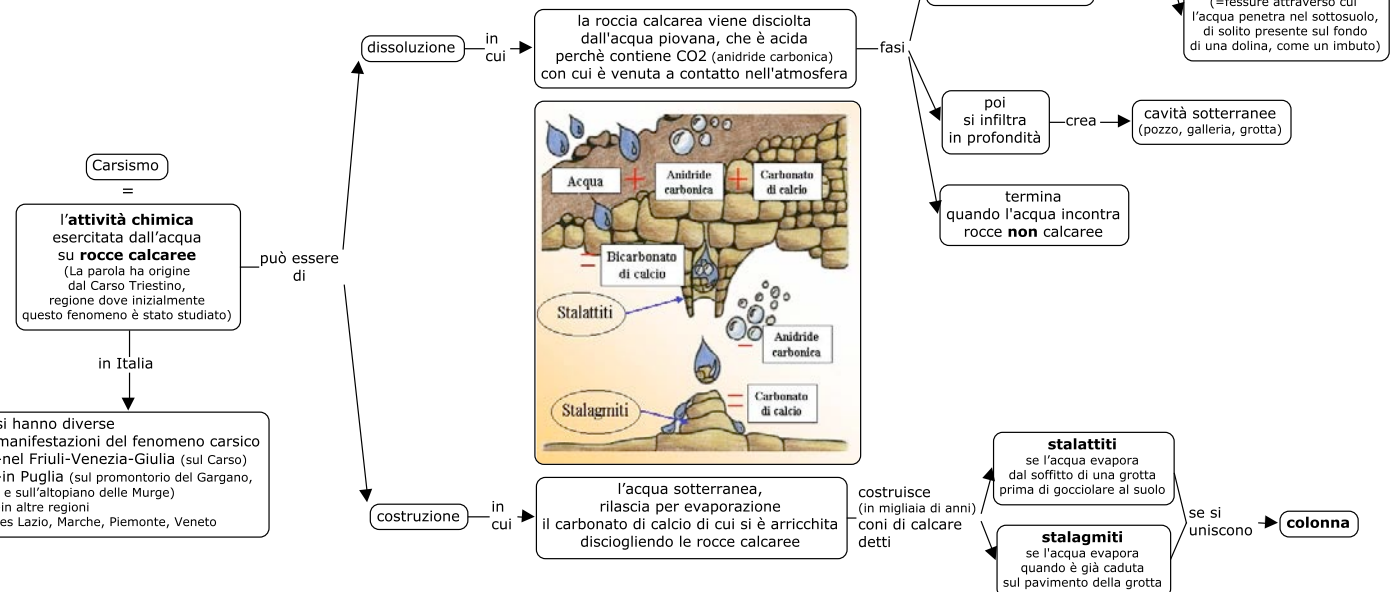 Carsismo
=
l'attività chimica
esercitata dall'acqua
su rocce calcaree
(La parola ha origine
dal Carso Triestino,
regione dove inizialmente
questo fenomeno è stato studiato)
in Italia
si hanno diverse
manifestazioni del fenomeno carsico
-nel Friuli-Venezia-Giulia (sul Carso)
-in Puglia (sul promontorio del Gargano,
e sull'altopiano delle Murge)
in altre regioni
es Lazio, Marche, Piemonte, Veneto
può essere
di
dissoluzione
in
cui
la roccia calcarea viene disciolta
dall'acqua piovana, che è acida
perchè contiene CO2 (anidride carbonica)
con cui è venuta a contatto nell'atmosfera
fasi
(=fessure attraverso cui
l'acqua penetra nel sottosuolo,
di solito presente sul fondo
di una dolina, come un imbuto)
poi
si infiltra
in profondità
crea
cavità sotterranee
(pozzo, galleria, grotta)
termina
quando l'acqua incontra
rocce non calcaree
Acqua
+
Anidride
carbonica
+
Carbonato
di calcio
=
Bicarbonato
di calcio
Stalattiti
–
Anidride
carbonica
=
Carbonato
di calcio
Stalagmiti
costruzione
in
cui
l'acqua sotterranea,
rilascia per evaporazione
il carbonato di calcio di cui si è arricchita
disciogliendo le rocce calcaree
costruisce
(in migliaia di anni)
coni di calcare
detti
stalattiti
se l'acqua evapora
dal soffitto di una grotta
prima di gocciolare al suolo
stalagmiti
se l'acqua evapora
quando è già caduta
sul pavimento della grotta
se si
uniscono
colonna